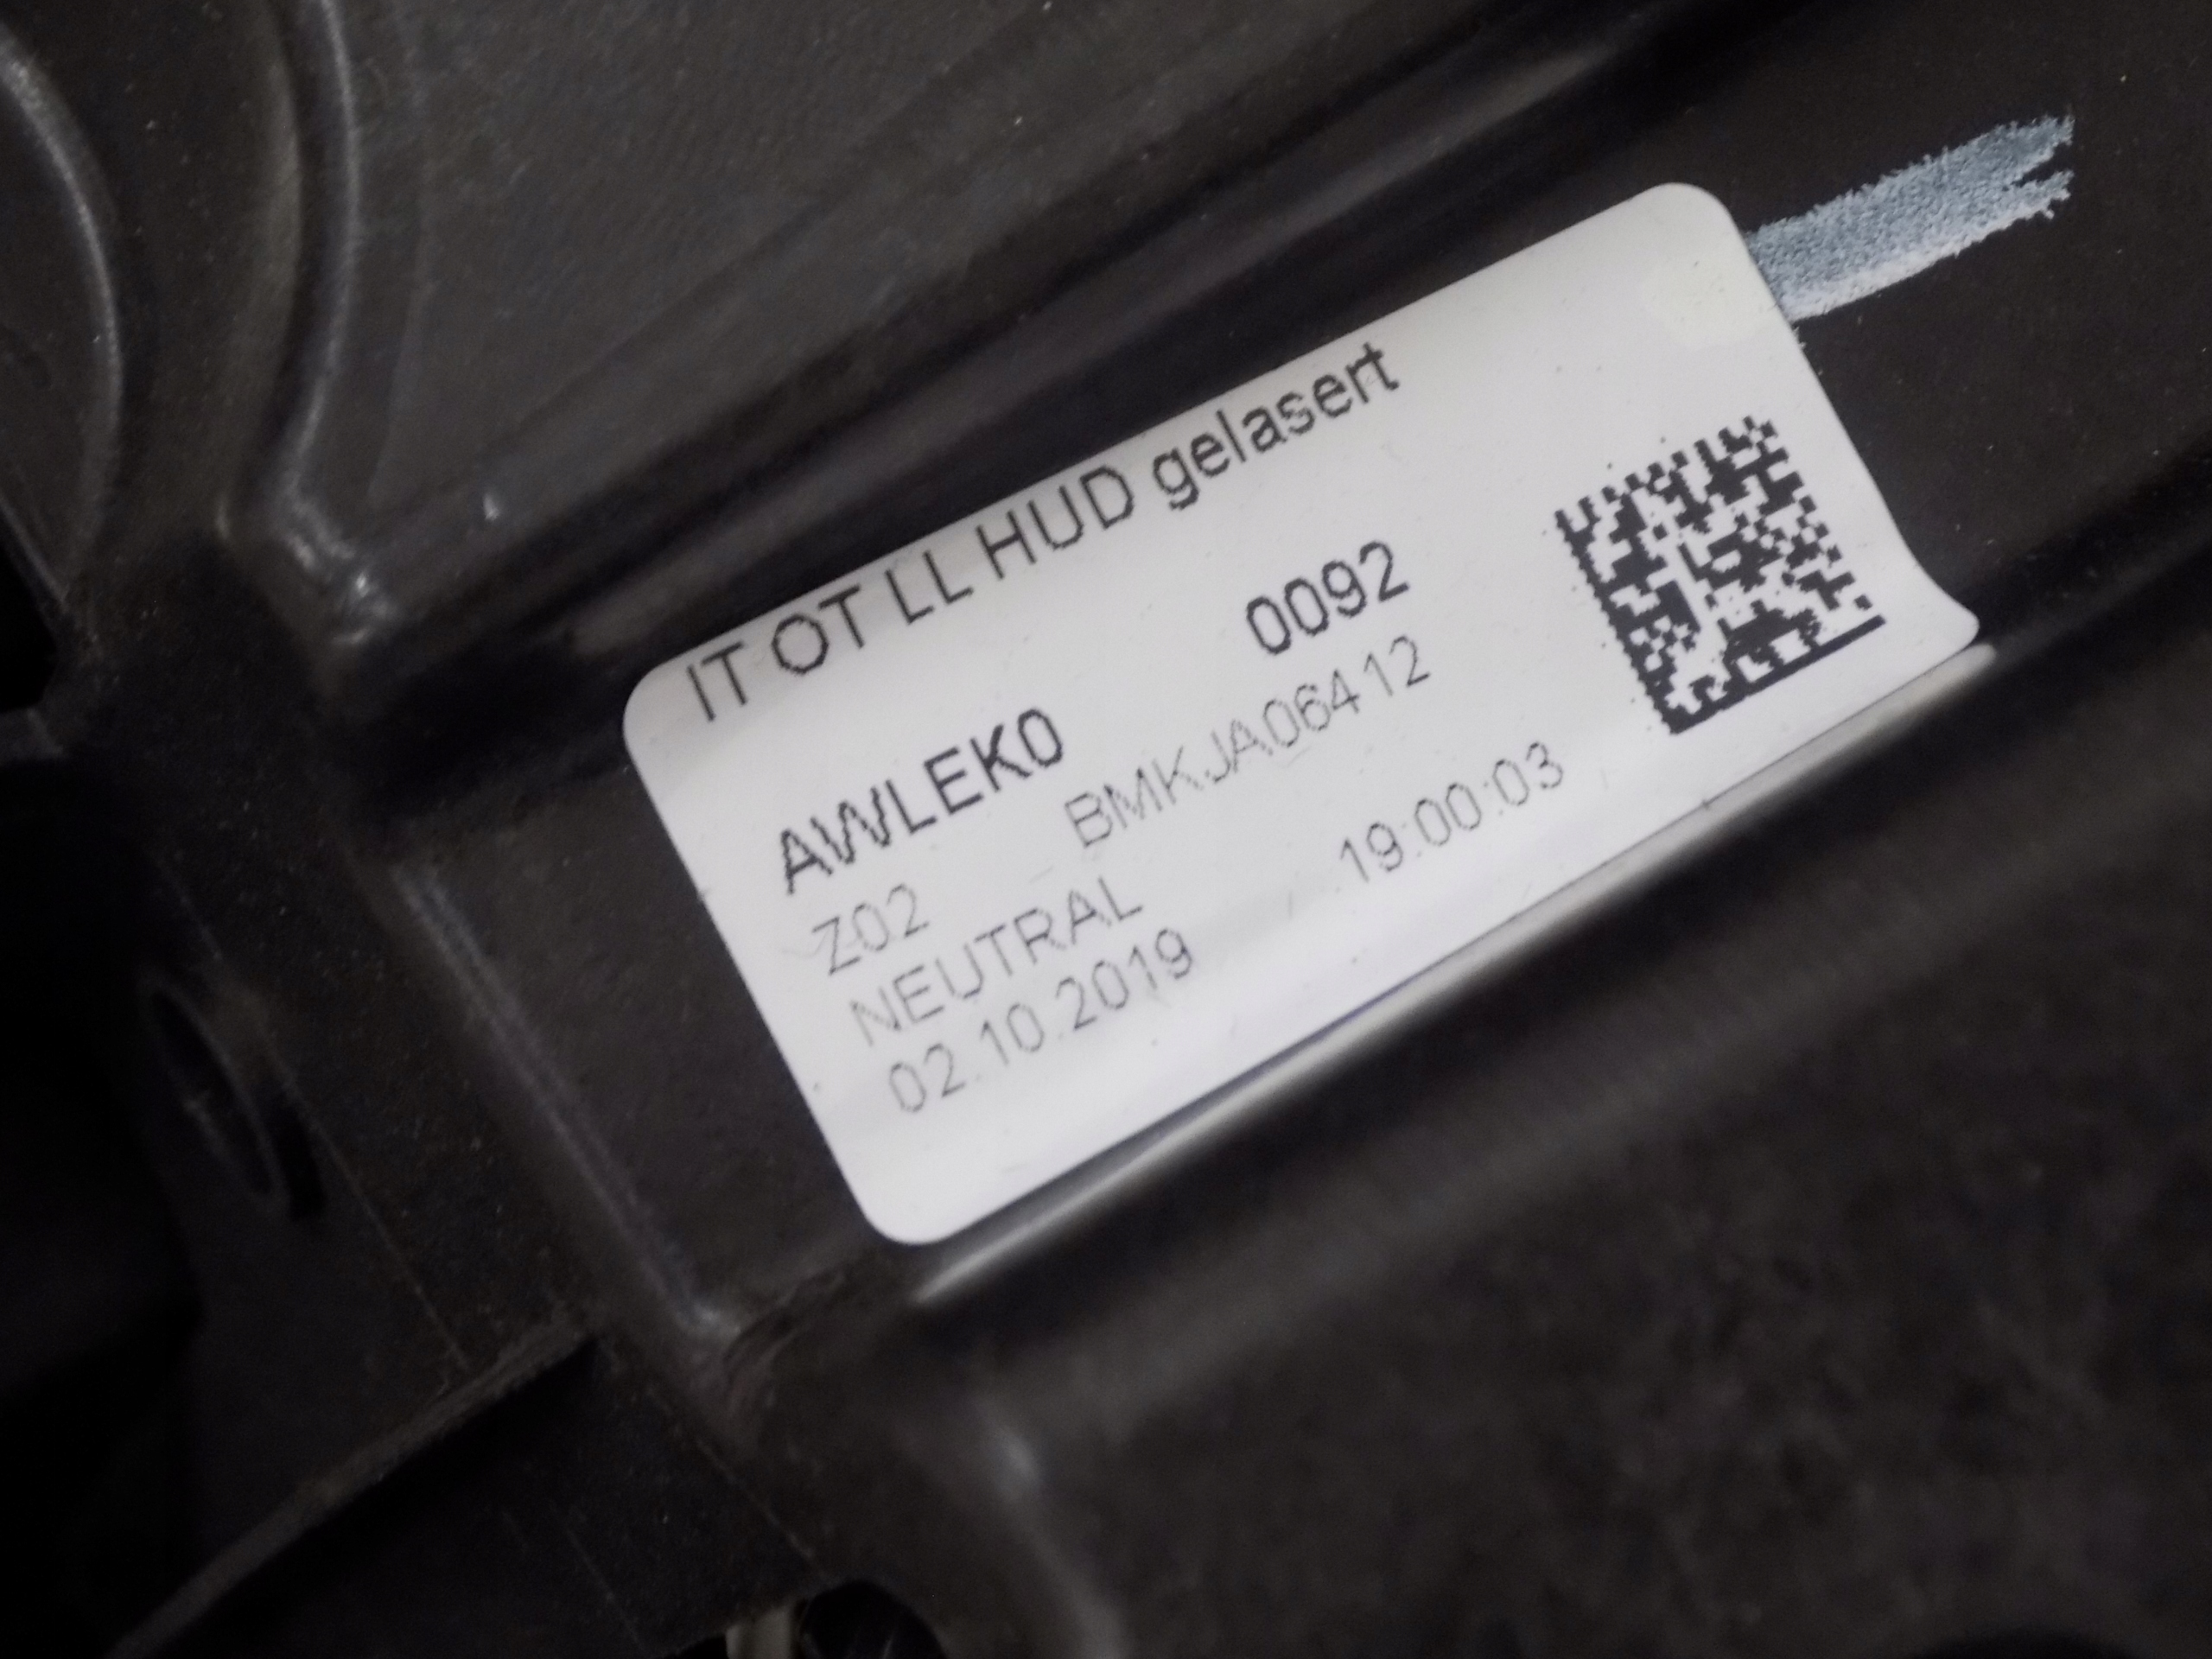 IT OT LL HUD gelasert
AWLEK0 0092
Z02 BMKJA06412
NEUTRAL 19:00:03
02.10.2019